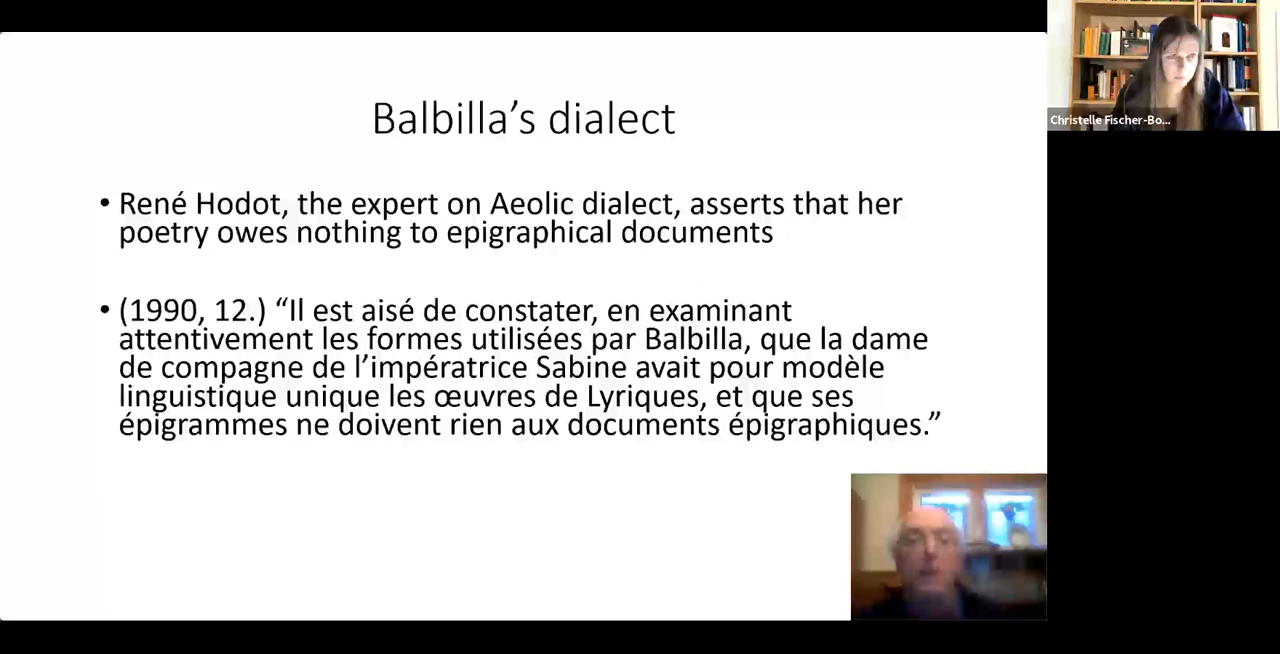 Balbilla’s dialect
• René Hodot, the expert on Aeolic dialect, asserts that her
poetry owes nothing to epigraphical documents
• (1990, 12.) “Il est aisé de constater, en examinant
attentivement les formes utilisées par Balbilla, que la dame
de compagne de l’impératrice Sabine avait pour modèle
linguistique unique les œuvres de Lyriques, et que ses
épigrammes ne doivent rien aux documents épigraphiques.”
Christelle Fischer-Bo...